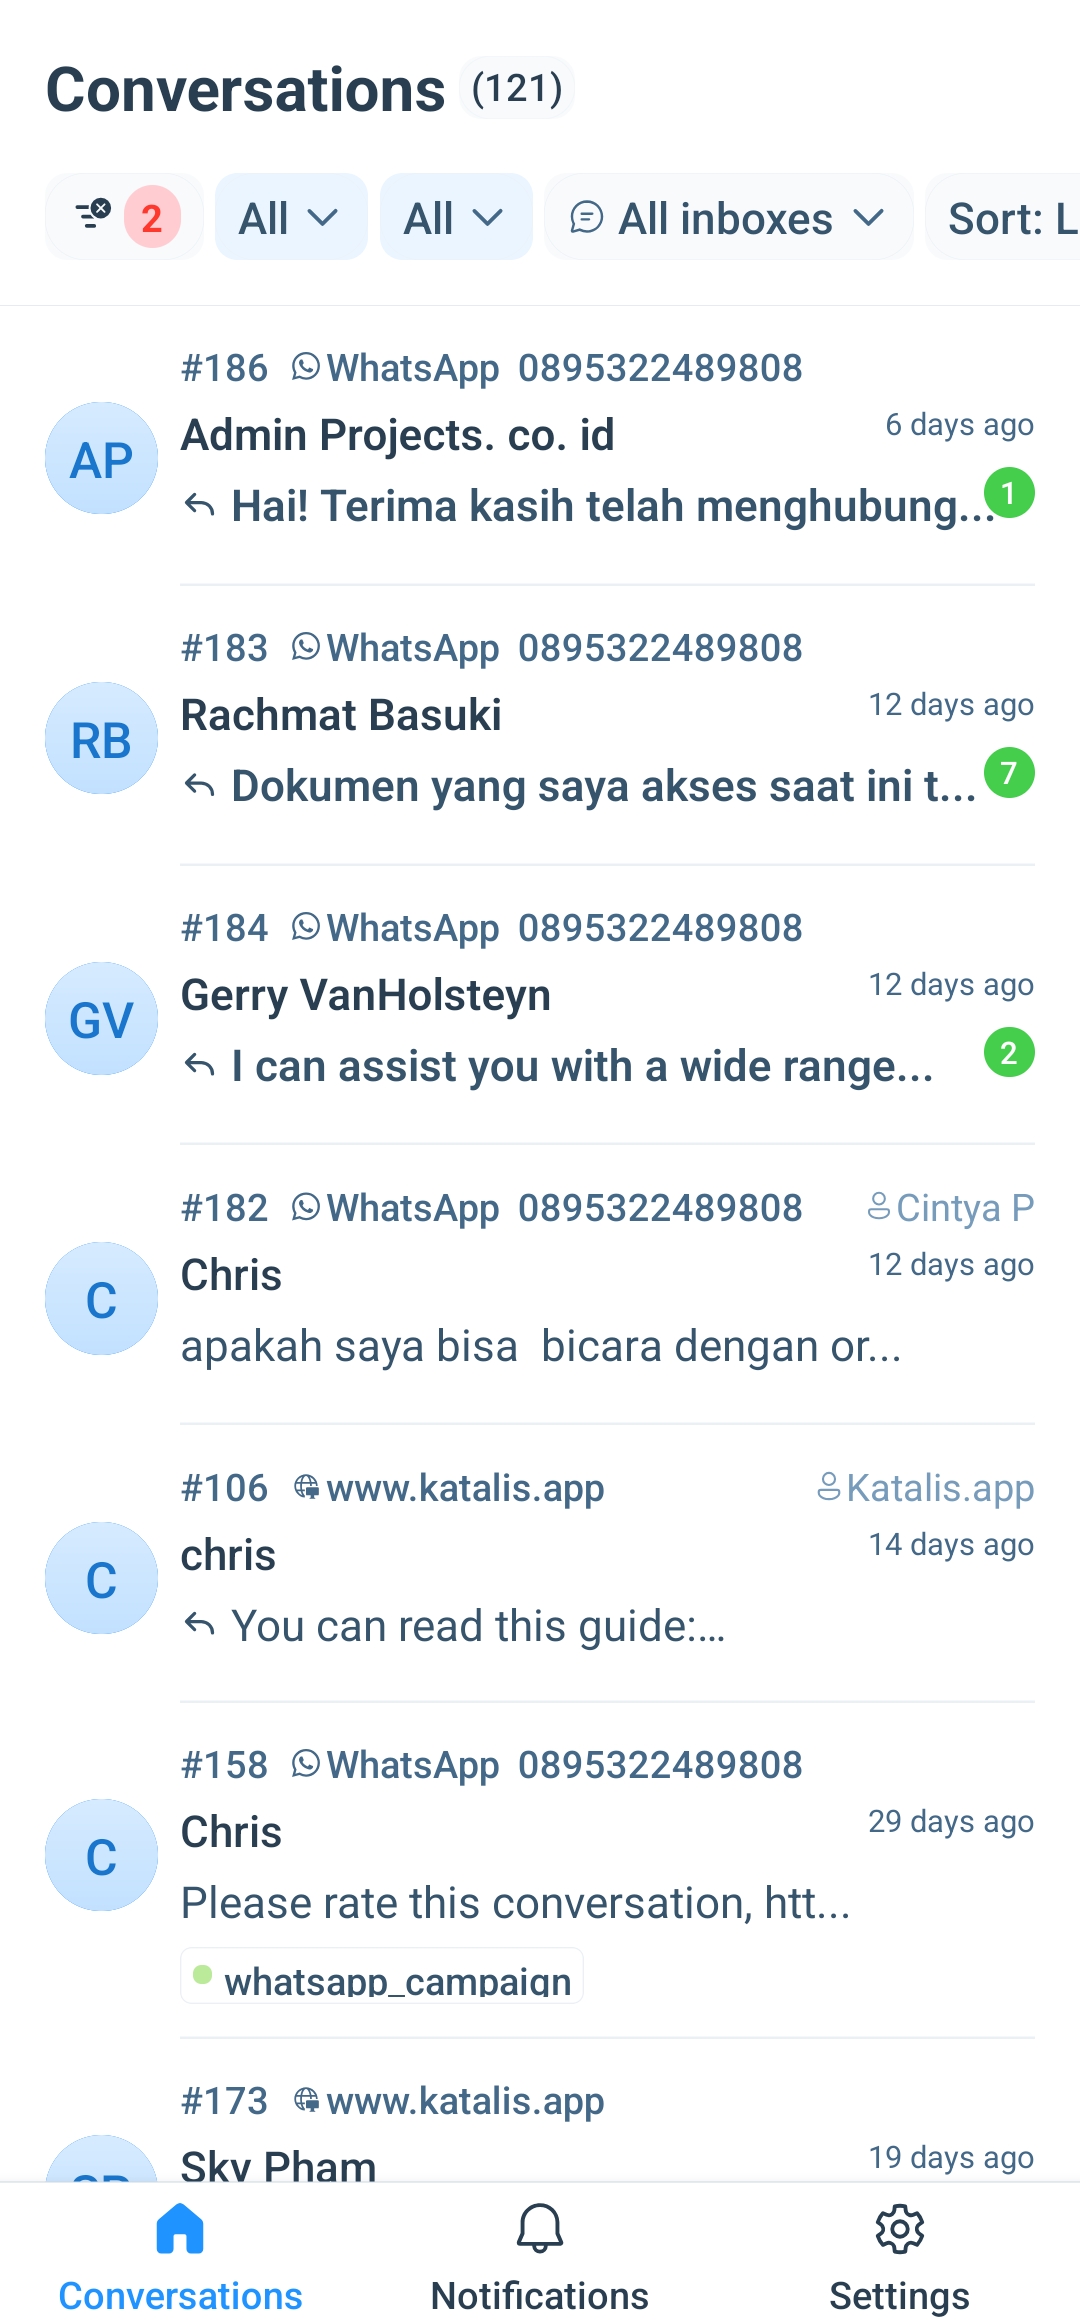 Conversations (121)
2 All All All inboxes Sort: L
#186 WhatsApp 0895322489808
AP
Admin Projects. co. id 6 days ago
Hai! Terima kasih telah menghubung... 1
#183 WhatsApp 0895322489808
RB
Rachmat Basuki 12 days ago
Dokumen yang saya akses saat ini t... 7
#184 WhatsApp 0895322489808
GV
Gerry VanHolsteyn 12 days ago
I can assist you with a wide range... 2
#182 WhatsApp 0895322489808 Cintya P
C
Chris 12 days ago
apakah saya bisa  bicara dengan or...
#106 www.katalis.app Katalis.app
C
chris 14 days ago
You can read this guide:...
#158 WhatsApp 0895322489808
C
Chris 29 days ago
Please rate this conversation, htt...
whatsapp_campaign
#173 www.katalis.app
Sky Pham 19 days ago
Conversations Notifications Settings